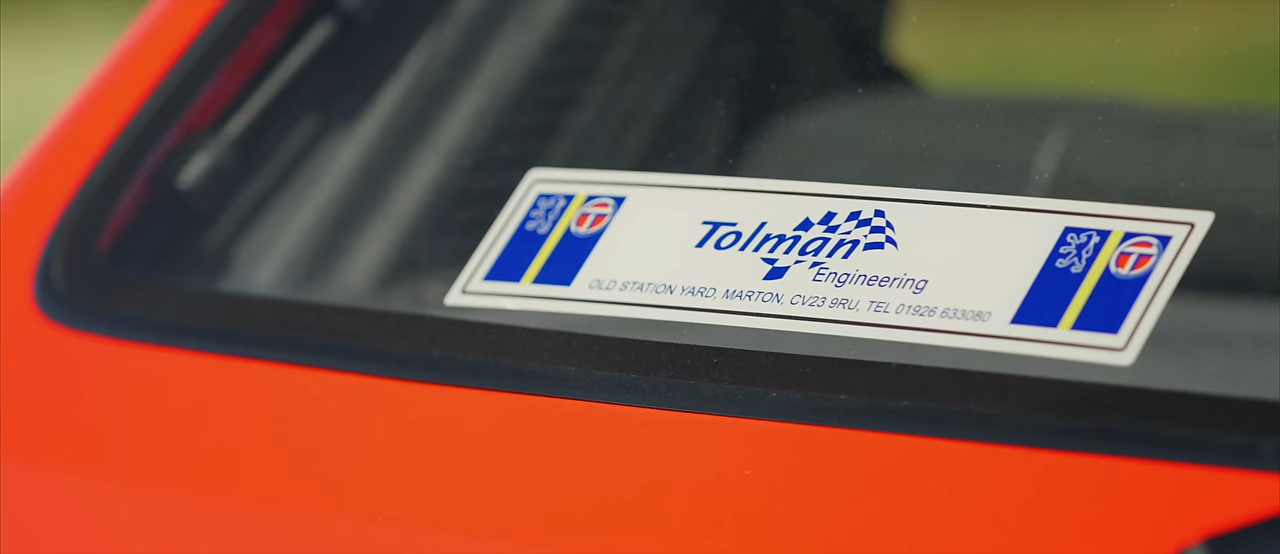 Tolman
Engineering
OLD STATION YARD, MARTON, CV23 9RU, TEL 01926 633080